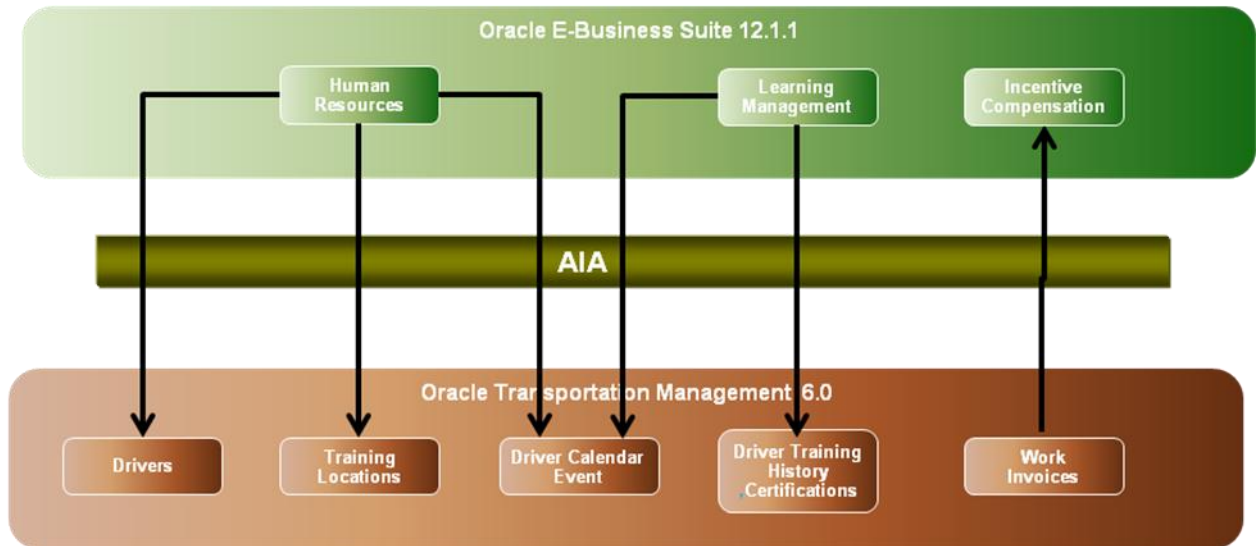 Oracle E-Business Suite 12.1.1
Human
Resources
Learning
Management
Incentive
Compensation
AIA
Oracle Transportation Management 6.0
Drivers
Training
Locations
Driver Calendar
Event
Driver Training
History
,Certifications
Work
Invoices